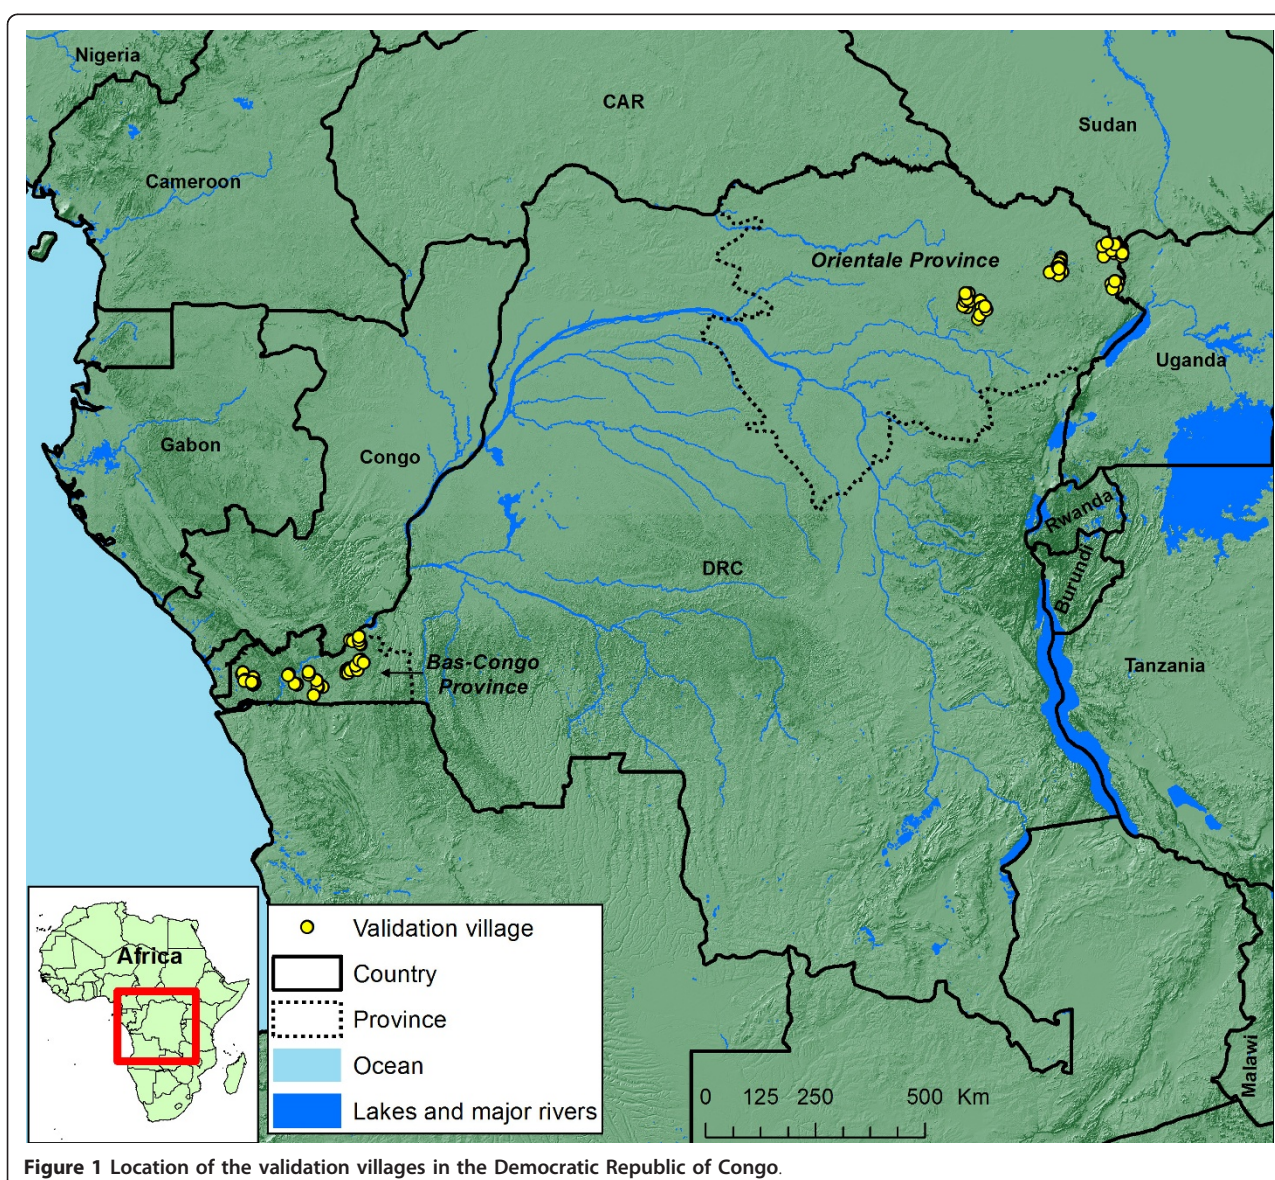 Nigeria
CAR
Sudan
Cameroon
Orientale Province
Uganda
Gabon
Congo
Rwanda
DRC
Burundi
Bas-Congo
Province
Tanzania
Africa
Validation village
Country
Province
Ocean
Lakes and major rivers
0 125 250 500 Km
Malawi
Figure 1 Location of the validation villages in the Democratic Republic of Congo.